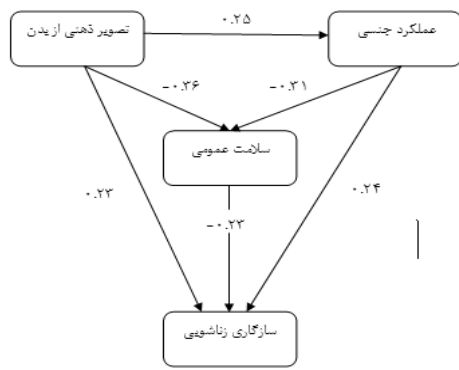 ۰.۲۵
تصویر ذهنی از بدن
عملکرد جنسی
-۰.۳۶
-۰.۳۱
سلامت عمومی
۰.۲۳
۰.۲۴
-۰.۲۳
سازگاری زناشویی